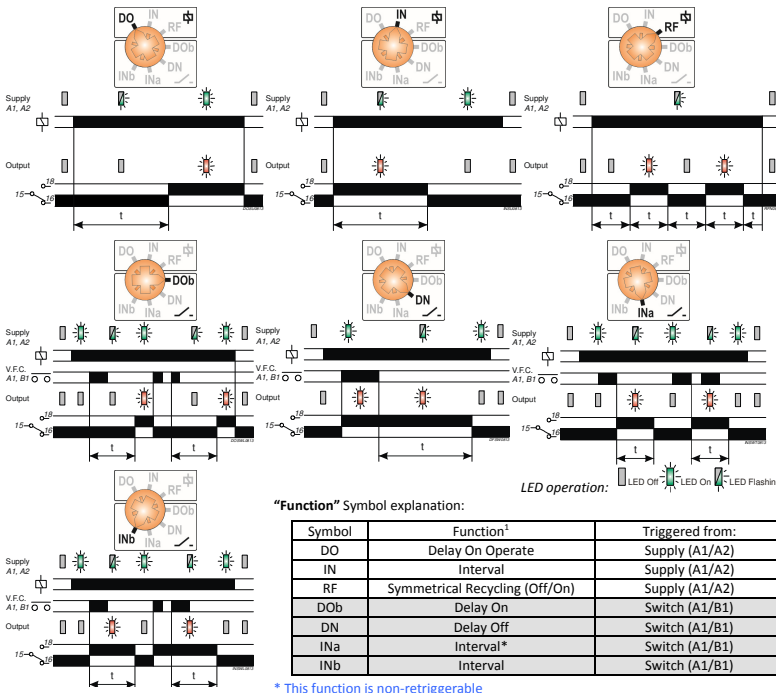 DO
IN
RF
DOb
DN
INa
INb
Supply
A1, A2
Output
15
18
16
t
DO
IN
RF
DOb
DN
INa
INb
Supply
A1, A2
Output
15
18
16
t
DO
IN
RF
DOb
DN
INa
INb
Supply
A1, A2
Output
15
18
16
t t t t t
DO
IN
RF
DOb
DN
INa
INb
Supply
A1, A2
V.F.C.
A1, B1
Output
15
18
16
t t
DO
IN
RF
DOb
DN
INa
INb
Supply
A1, A2
V.F.C.
A1, B1
Output
15
18
16
t
DO
IN
RF
DOb
DN
INa
INb
Supply
A1, A2
V.F.C.
A1, B1
Output
15
18
16
t t
LED operation: LED Off LED On LED Flashin
DO
IN
RF
DOb
DN
INa
INb
Supply
A1, A2
V.F.C.
A1, B1
Output
15
18
16
t t
"Function" Symbol explanation:
Symbol Function¹ Triggered from:
DO Delay On Operate Supply (A1/A2)
IN Interval Supply (A1/A2)
RF Symmetrical Recycling (Off/On) Supply (A1/A2)
DOb Delay On Switch (A1/B1)
DN Delay Off Switch (A1/B1)
INa Interval* Switch (A1/B1)
INb Interval Switch (A1/B1)
* This function is non-retriggerable